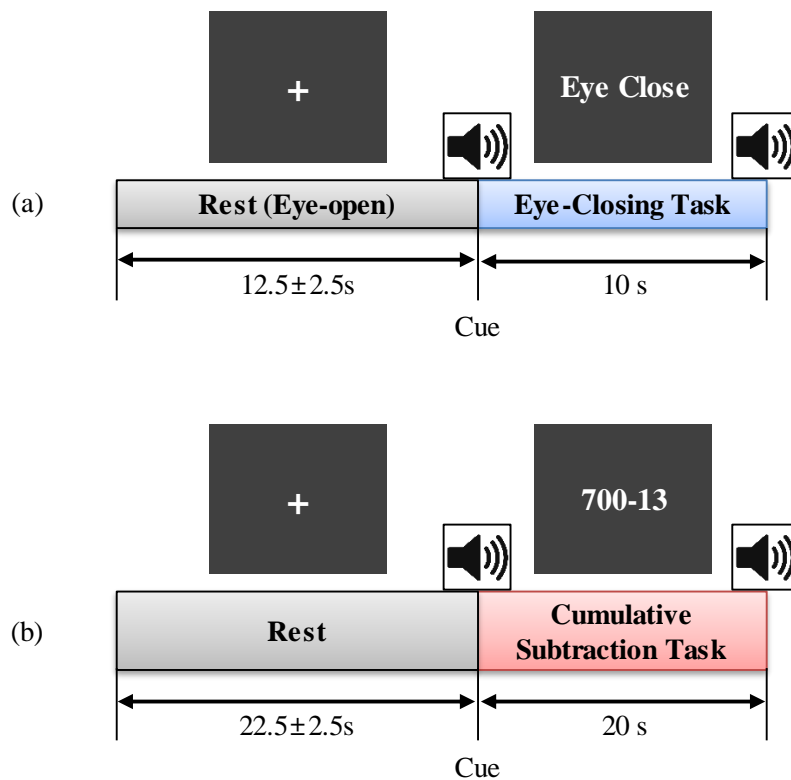 +
Eye Close
(a)
Rest (Eye-open)
Eye-Closing Task
12.5±2.5s
10 s
Cue
+
700-13
(b)
Rest
Cumulative
Subtraction Task
22.5±2.5s
20 s
Cue